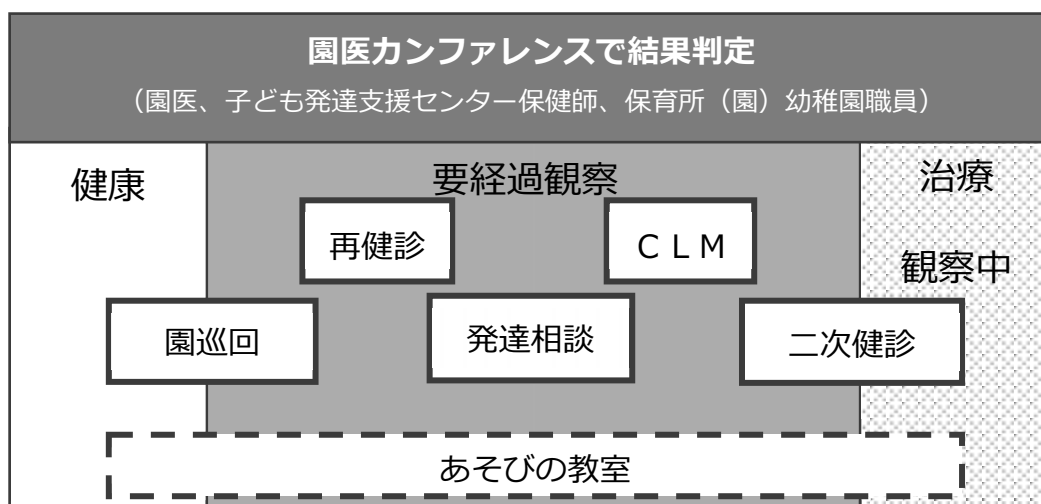 園医カンファレンスで結果判定
（園医、子ども発達支援センター保健師、保育所（園）幼稚園職員）
健康
要経過観察
治療
観察中
再健診
ＣＬＭ
園巡回
発達相談
二次健診
あそびの教室